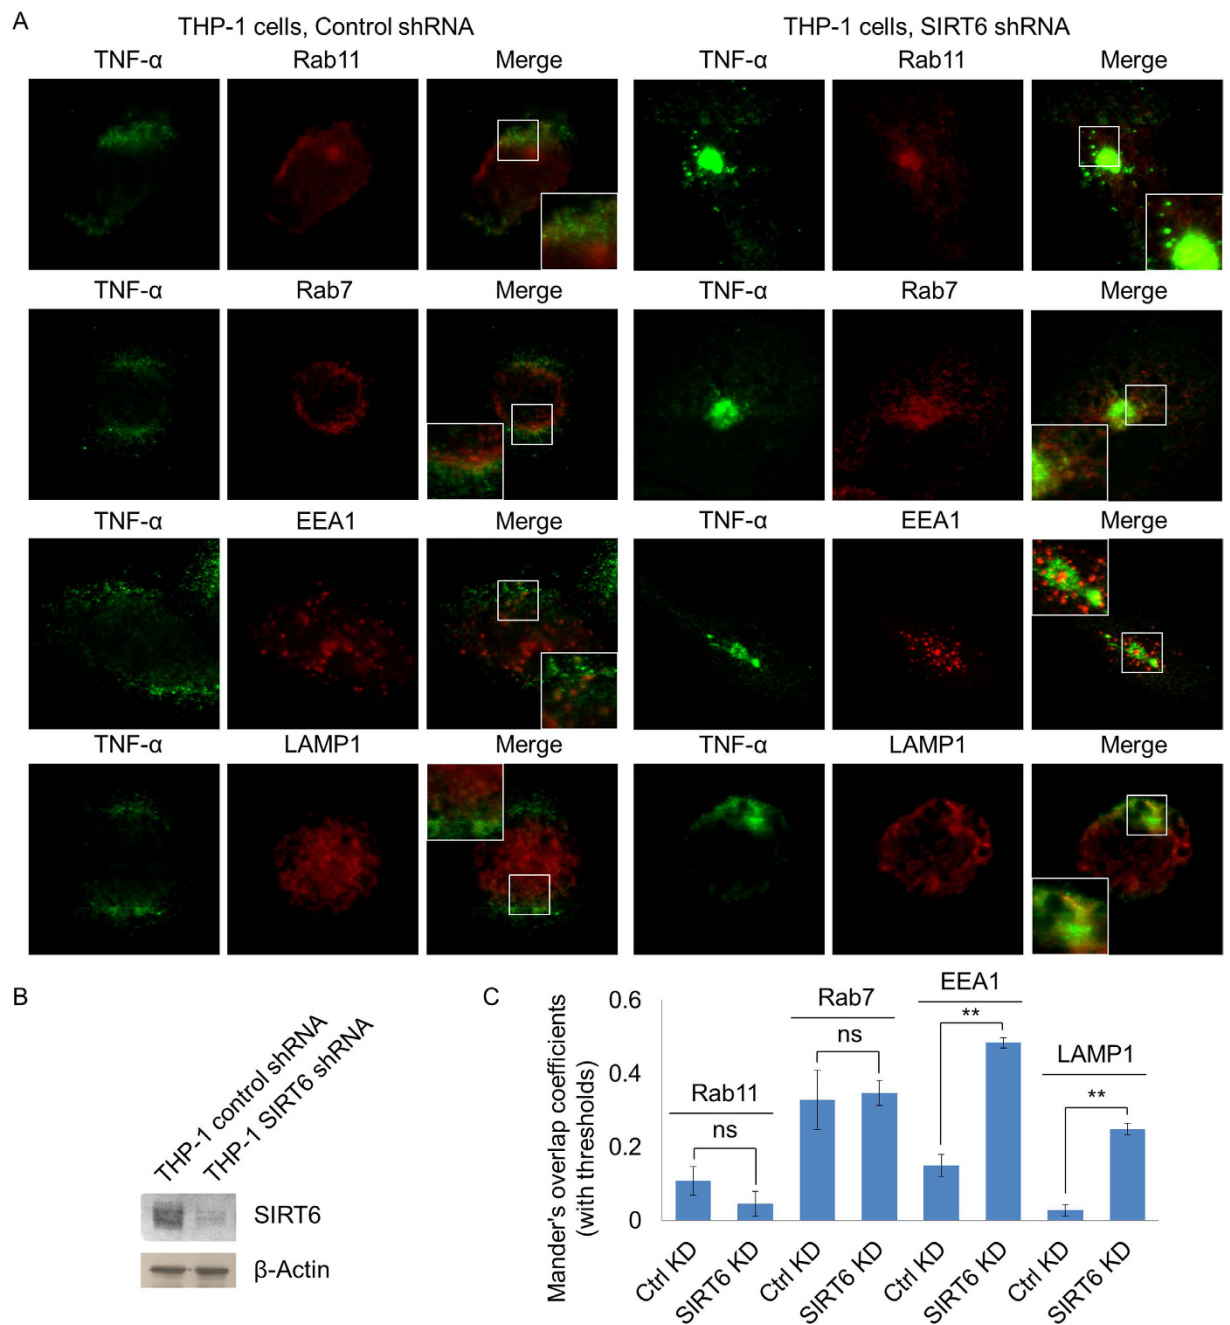 A
THP-1 cells, Control shRNA
THP-1 cells, SIRT6 shRNA
TNF-α Rab11 Merge TNF-α Rab11 Merge
TNF-α Rab7 Merge TNF-α Rab7 Merge
TNF-α EEA1 Merge TNF-α EEA1 Merge
TNF-α LAMP1 Merge TNF-α LAMP1 Merge
B
THP-1 control shRNA
THP-1 SIRT6 shRNA
SIRT6
β-Actin
C
Mander's overlap coefficients
(with thresholds)
0.6
0.4
0.2
0
Rab11
ns
Rab7
ns
EEA1
**
LAMP1
**
Ctrl KD
SIRT6 KD
Ctrl KD
SIRT6 KD
Ctrl KD
SIRT6 KD
Ctrl KD
SIRT6 KD